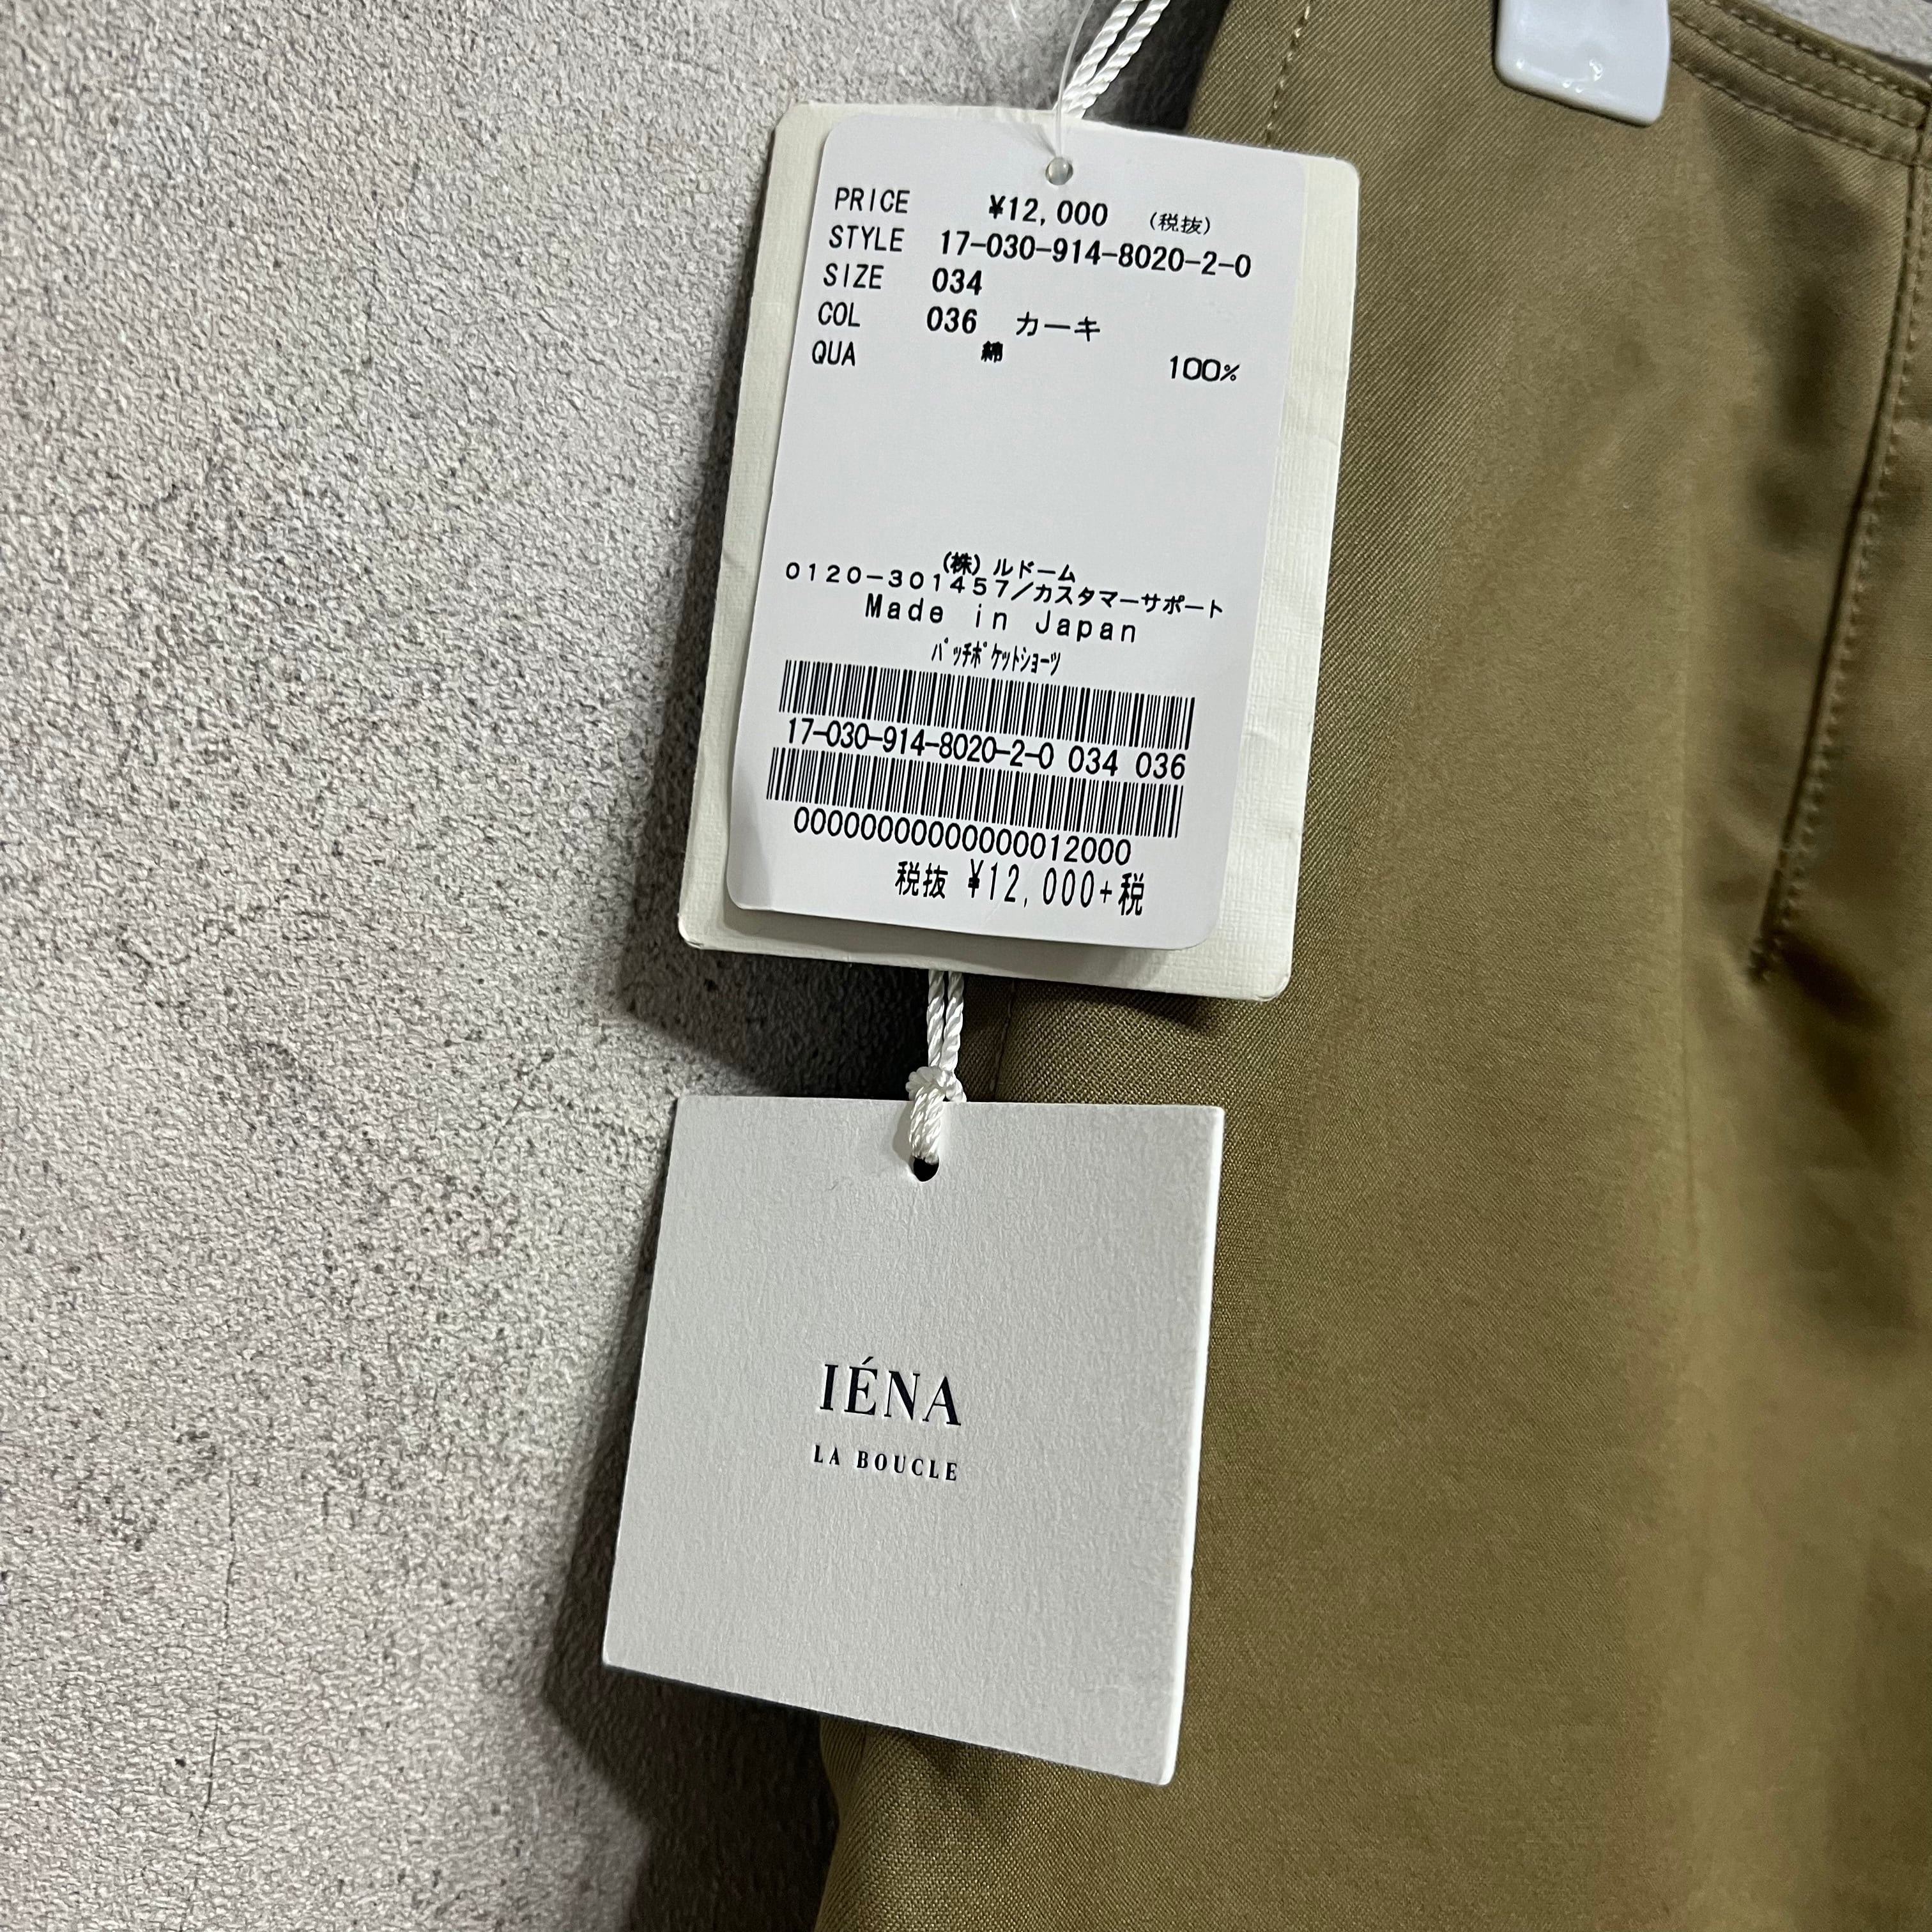 PRICE ¥12,000 (税抜)
STYLE 17-030-914-8020-2-0
SIZE 034
COL 036 カーキ
QUA 綿 100%
(株)ルドーム
0120-301457/カスタマーサポート
Made in Japan
パッチポケットショーツ
17-030-914-8020-2-0 034 036
0000000000000012000
税抜 ¥12,000+税
IÉNA
LA BOUCLE